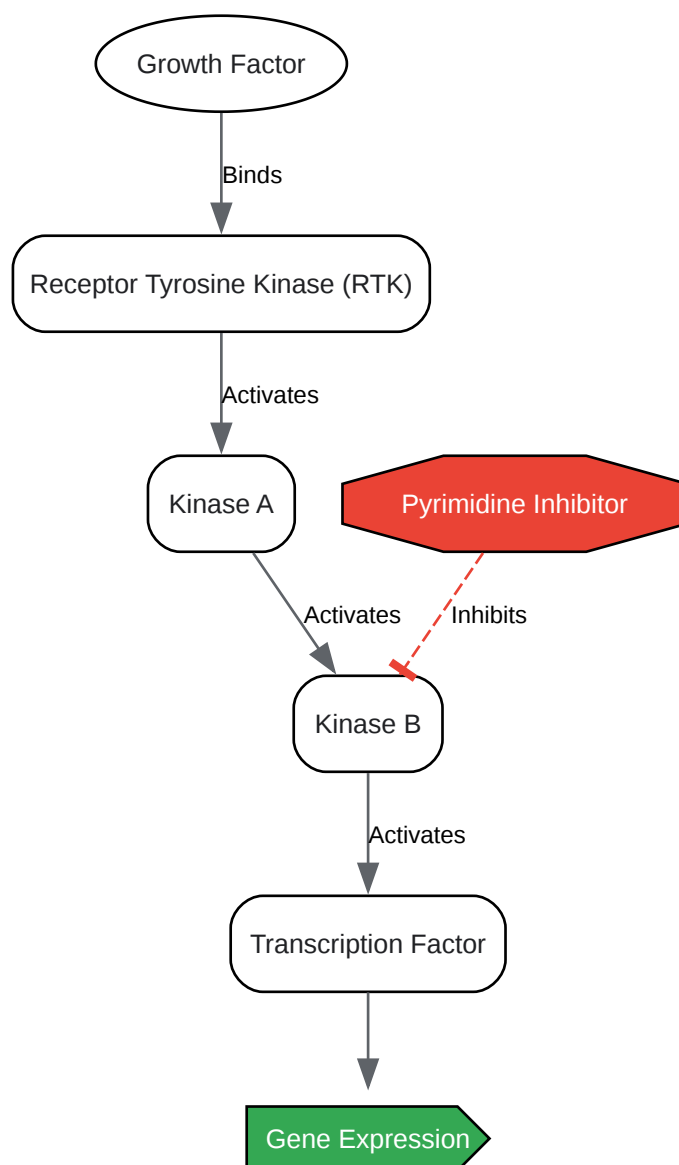 Growth Factor
Binds
Receptor Tyrosine Kinase (RTK)
Activates
Kinase A
Pyrimidine Inhibitor
Activates
Inhibits
Kinase B
Activates
Transcription Factor
Gene Expression